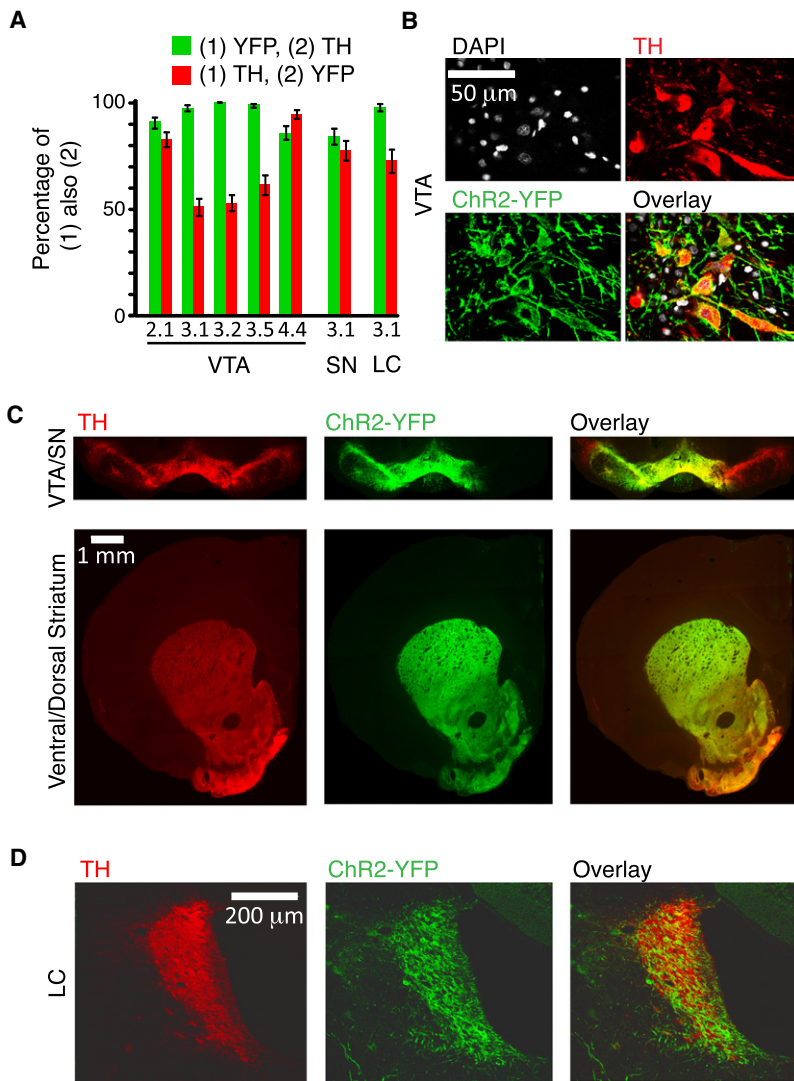 A
(1) YFP, (2) TH
(1) TH, (2) YFP
Percentage of
(1) also (2)
100
50
0
2.1 3.1 3.2 3.5 4.4 3.1 3.1
VTA SN LC
B
DAPI TH
50 μm
ChR2-YFP Overlay
VTA
C
TH ChR2-YFP Overlay
VTA/SN
1 mm
Ventral/Dorsal Striatum
D
TH ChR2-YFP Overlay
200 μm
LC